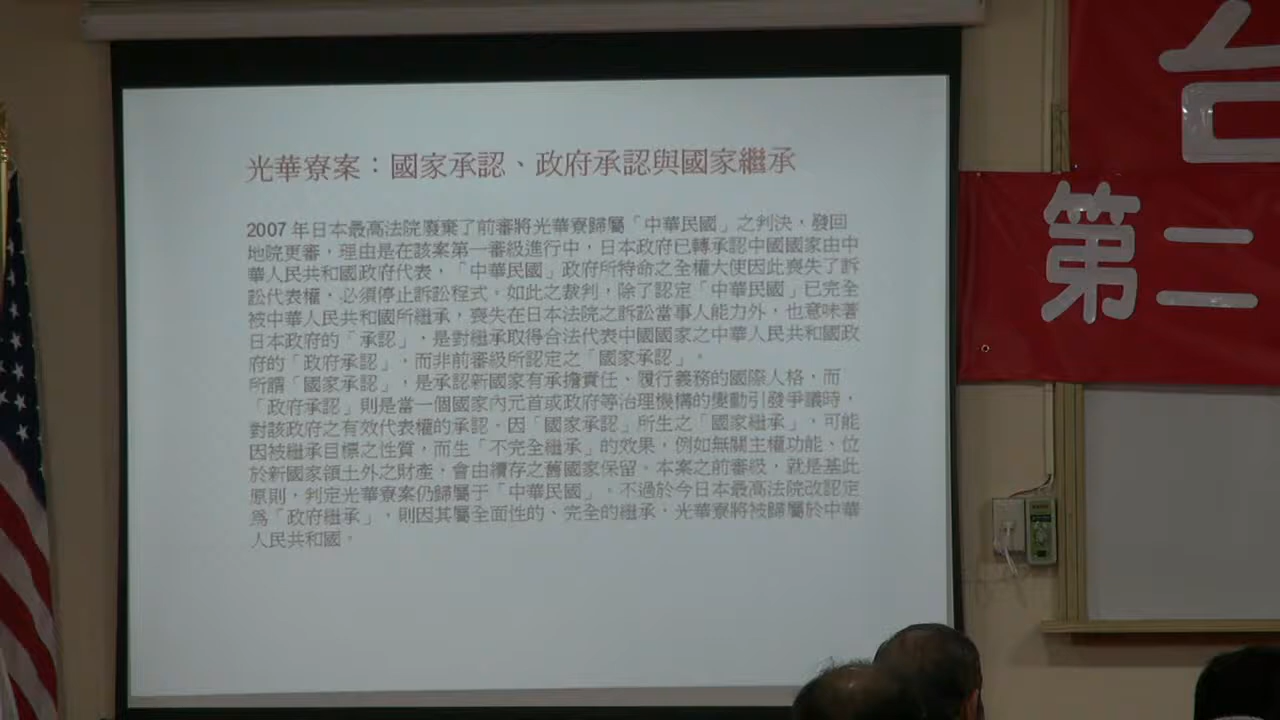 光華寮案：國家承認、政府承認與國家繼承
2007 年日本最高法院廢棄了前審將光華寮歸屬「中華民國」之判決，發回
地院更審，理由是在該案第一審級進行中，日本政府已轉承認中國國家由中
華人民共和國政府代表，「中華民國」政府所特命之全權大使因此喪失了訴
訟代表權，必須停止訴訟程式。如此之裁判，除了認定「中華民國」已完全
被中華人民共和國所繼承，喪失在日本法院之訴訟當事人能力外，也意味著
日本政府的「承認」，是對繼承取得合法代表中國國家之中華人民共和國政
府的「政府承認」，而非前審級所認定之「國家承認」。
所謂「國家承認」，是承認新國家有承擔責任、履行義務的國際人格，而
「政府承認」則是當一個國家內元首或政府等治理機構的變動引發爭議時，
對該政府之有效代表權的承認。因「國家承認」所生之「國家繼承」，可能
因被繼承目標之性質，而生「不完全繼承」的效果，例如無關主權功能、位
於新國家領土外之財產，會由續存之舊國家保留。本案之前審級，就是基此
原則，判定光華寮案仍歸屬于「中華民國」。不過於今日本最高法院改認定
為「政府繼承」，則因其屬全面性的、完全的繼承，光華寮將被歸屬於中華
人民共和國。
台
第二